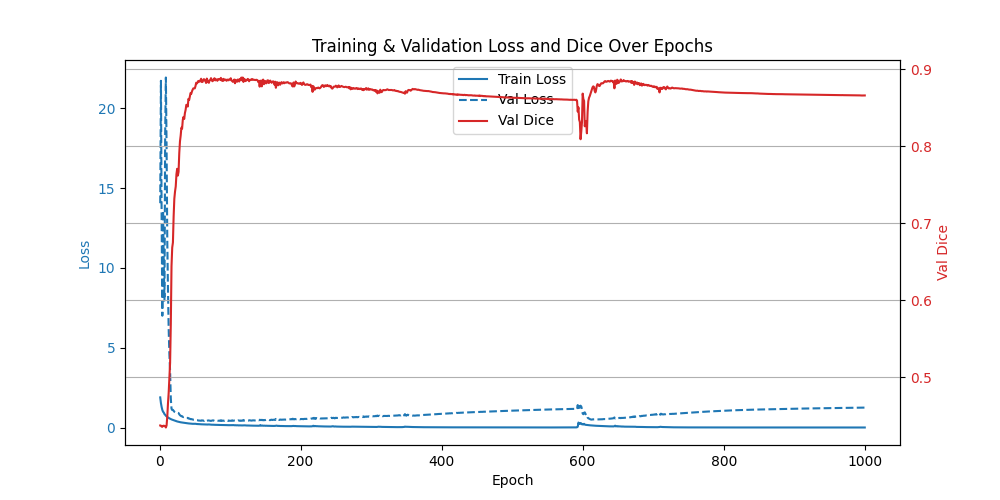 Training & Validation Loss and Dice Over Epochs
Train Loss
Val Loss
Val Dice
20
15
10
5
0
Loss
0.9
0.8
0.7
0.6
0.5
Val Dice
0 200 400 600 800 1000
Epoch